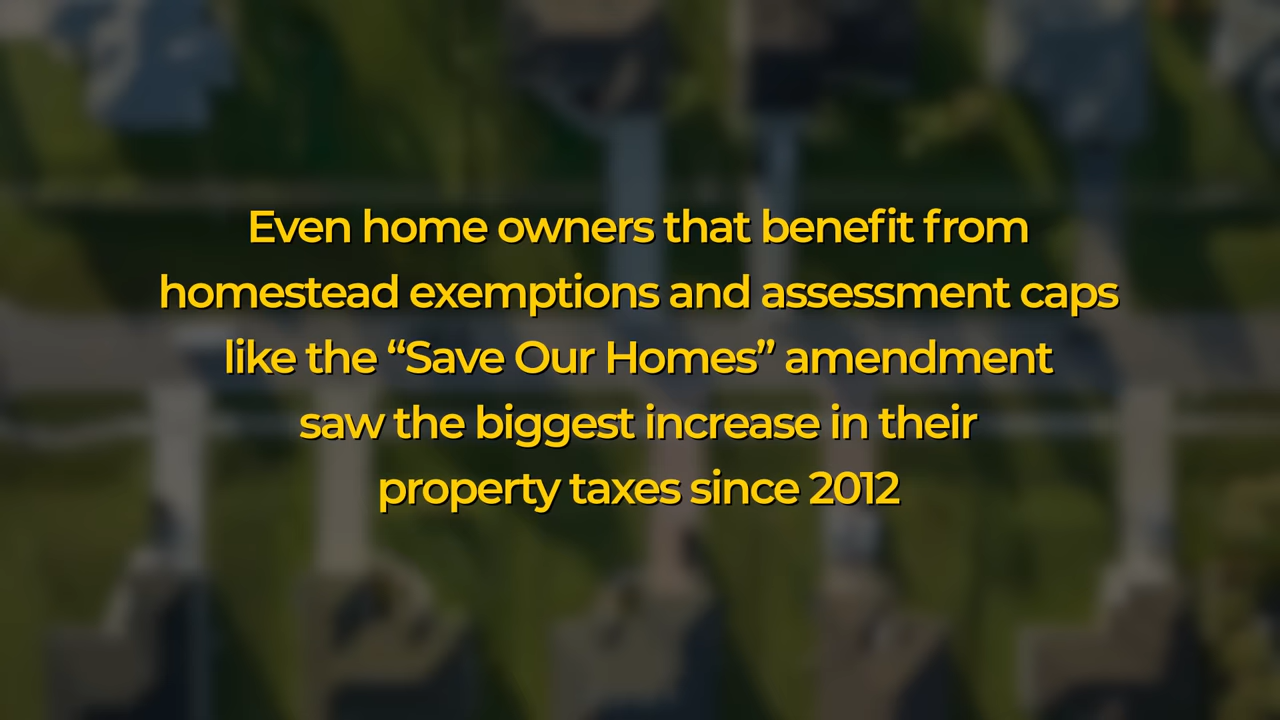 Even home owners that benefit from
homestead exemptions and assessment caps
like the “Save Our Homes” amendment
saw the biggest increase in their
property taxes since 2012